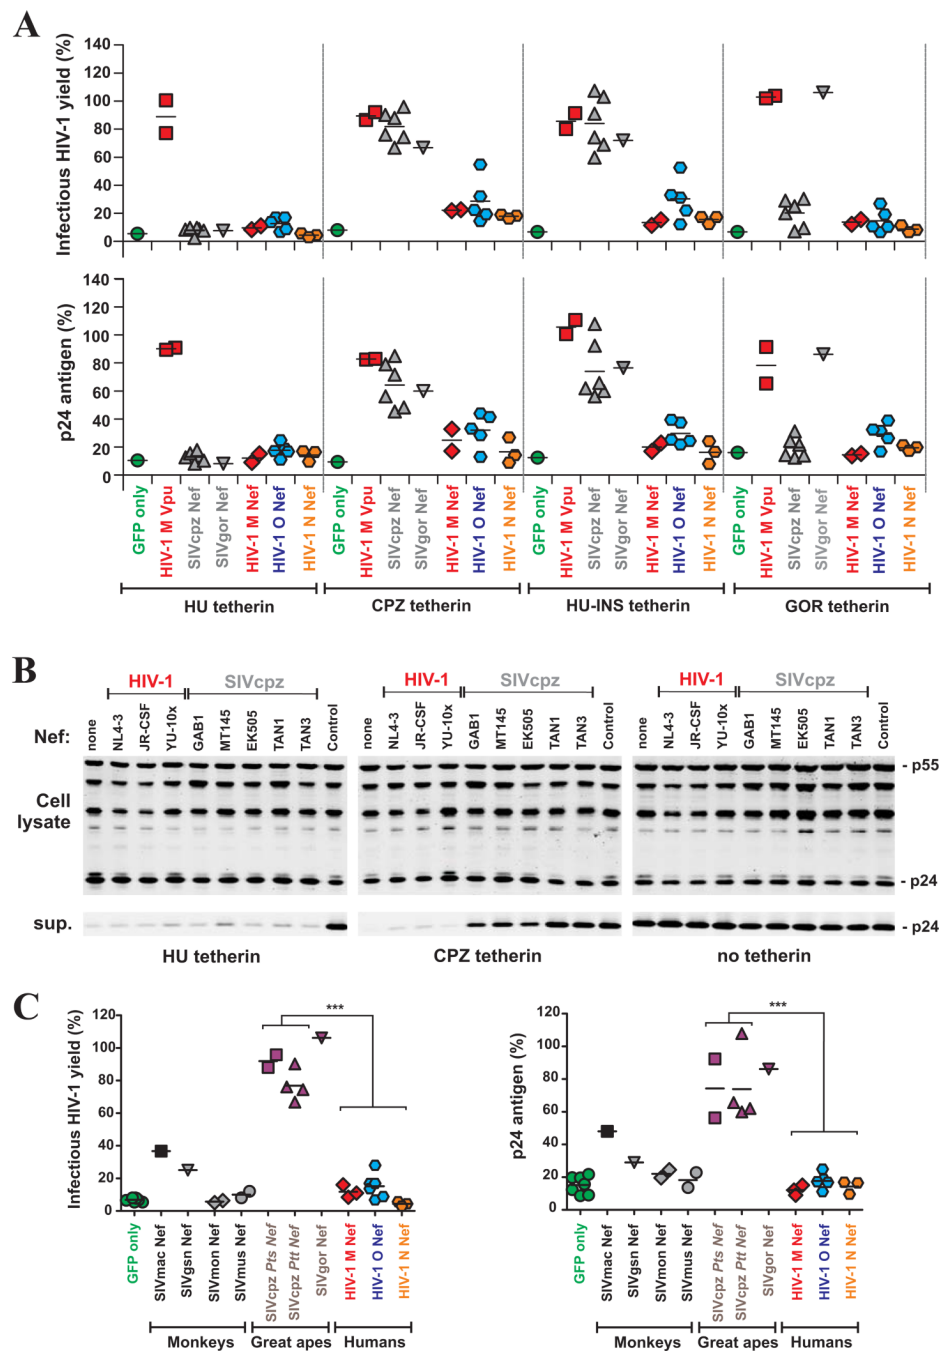 A
Infectious HIV-1 yield (%)
140
120
100
80
60
40
20
0
p24 antigen (%)
140
120
100
80
60
40
20
0
GFP only
HIV-1 M Vpu
SIVcpz Nef
SIVgor Nef
HIV-1 M Nef
HIV-1 O Nef
HIV-1 N Nef
GFP only
HIV-1 M Vpu
SIVcpz Nef
SIVgor Nef
HIV-1 M Nef
HIV-1 O Nef
HIV-1 N Nef
GFP only
HIV-1 M Vpu
SIVcpz Nef
SIVgor Nef
HIV-1 M Nef
HIV-1 O Nef
HIV-1 N Nef
GFP only
HIV-1 M Vpu
SIVcpz Nef
SIVgor Nef
HIV-1 M Nef
HIV-1 O Nef
HIV-1 N Nef
HU tetherin
CPZ tetherin
HU-INS tetherin
GOR tetherin
B
HIV-1
SIVcpz
HIV-1
SIVcpz
HIV-1
SIVcpz
Nef:
none
NL4-3
JR-CSF
YU-10x
GAB1
MT145
EK505
TAN1
TAN3
Control
none
NL4-3
JR-CSF
YU-10x
GAB1
MT145
EK505
TAN1
TAN3
Control
none
NL4-3
JR-CSF
YU-10x
GAB1
MT145
EK505
TAN1
TAN3
Control
Cell
lysate
- p55
- p24
sup.
- p24
HU tetherin
CPZ tetherin
no tetherin
C
Infectious HIV-1 yield (%)
120
100
80
60
40
20
0
***
GFP only
SIVmac Nef
SIVgsn Nef
SIVmon Nef
SIVmus Nef
SIVcpz Pts Nef
SIVcpz Ptt Nef
SIVgor Nef
HIV-1 M Nef
HIV-1 O Nef
HIV-1 N Nef
Monkeys
Great apes
Humans
p24 antigen (%)
120
100
80
60
40
20
0
***
GFP only
SIVmac Nef
SIVgsn Nef
SIVmon Nef
SIVmus Nef
SIVcpz Pts Nef
SIVcpz Ptt Nef
SIVgor Nef
HIV-1 M Nef
HIV-1 O Nef
HIV-1 N Nef
Monkeys
Great apes
Humans